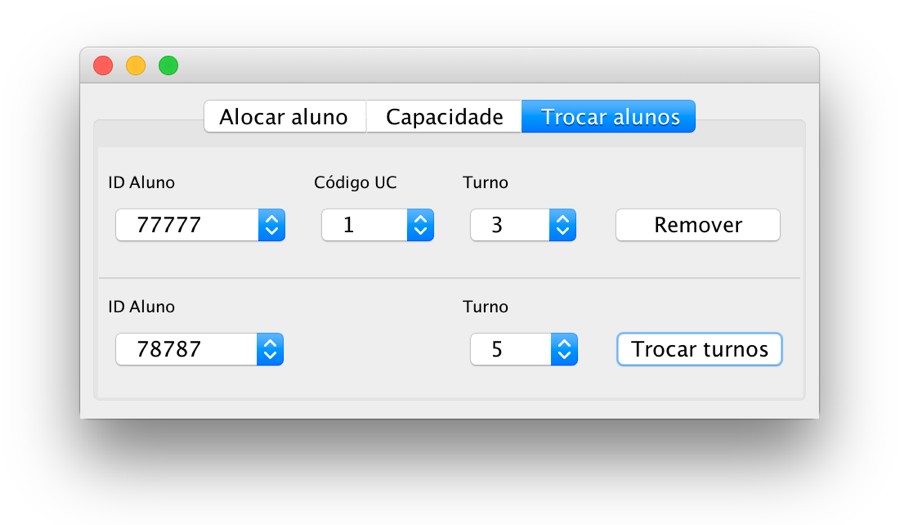 Alocar aluno Capacidade Trocar alunos
ID Aluno Código UC Turno
77777 1 3 Remover
ID Aluno Turno
78787 5 Trocar turnos